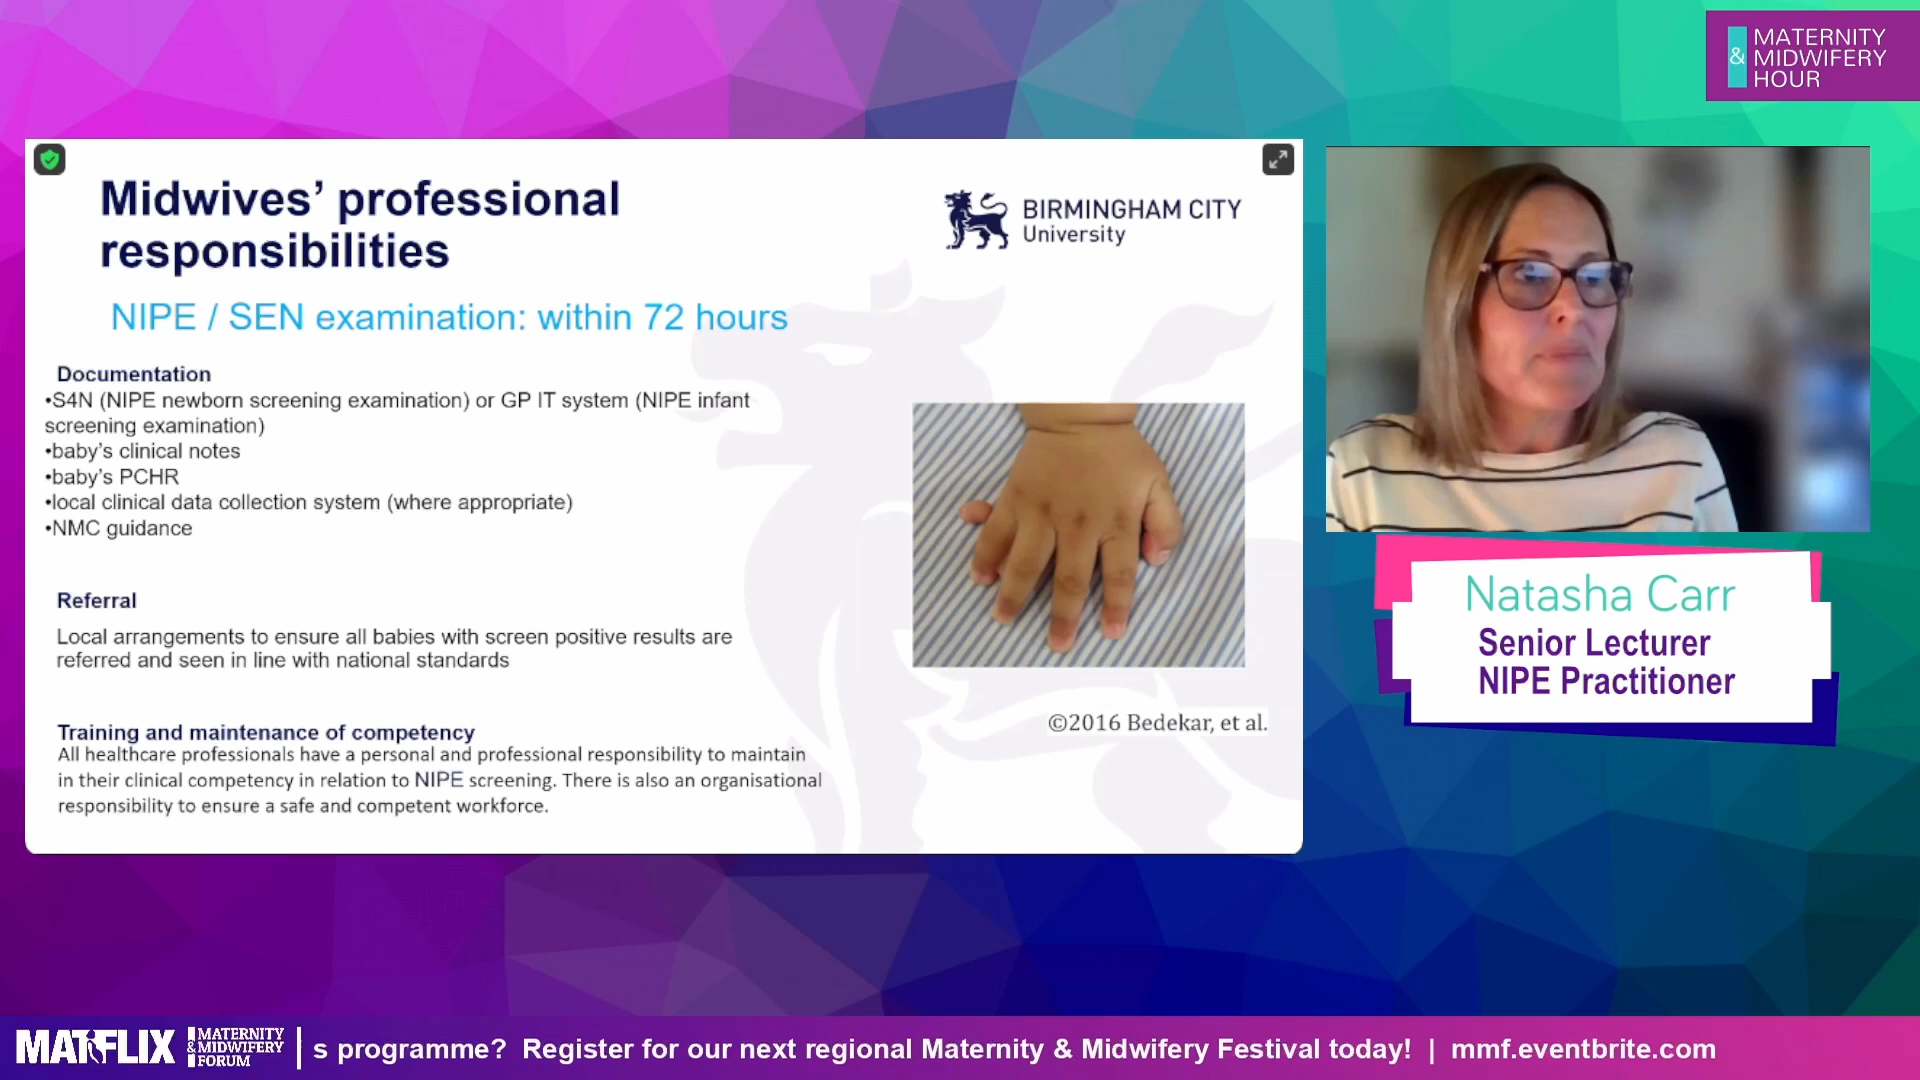 & MATERNITY
MIDWIFERY
HOUR
Midwives’ professional
responsibilities
BIRMINGHAM CITY
University
NIPE / SEN examination: within 72 hours
Documentation
•S4N (NIPE newborn screening examination) or GP IT system (NIPE infant
screening examination)
•baby’s clinical notes
•baby’s PCHR
•local clinical data collection system (where appropriate)
•NMC guidance
Referral
Local arrangements to ensure all babies with screen positive results are
referred and seen in line with national standards
©2016 Bedekar, et al.
Training and maintenance of competency
All healthcare professionals have a personal and professional responsibility to maintain
in their clinical competency in relation to NIPE screening. There is also an organisational
responsibility to ensure a safe and competent workforce.
Natasha Carr
Senior Lecturer
NIPE Practitioner
MATFLIX
MATERNITY
& MIDWIFERY
FORUM
s programme? Register for our next regional Maternity & Midwifery Festival today! | mmf.eventbrite.com